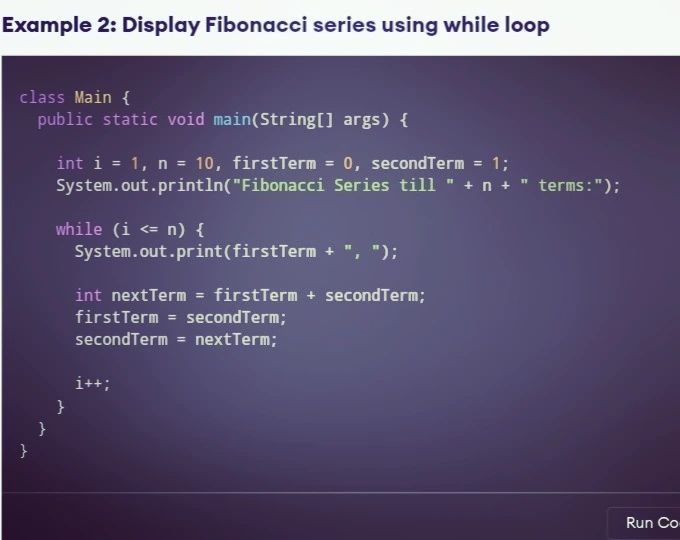 Example 2: Display Fibonacci series using while loop
class Main {
public static void main(String[] args) {
int i = 1, n = 10, firstTerm = 0, secondTerm = 1;
System.out.println("Fibonacci Series till " + n + " terms:");
while (i <= n) {
System.out.print(firstTerm + ", ");
int nextTerm = firstTerm + secondTerm;
firstTerm = secondTerm;
secondTerm = nextTerm;
i++;
}
}
}
Run Co